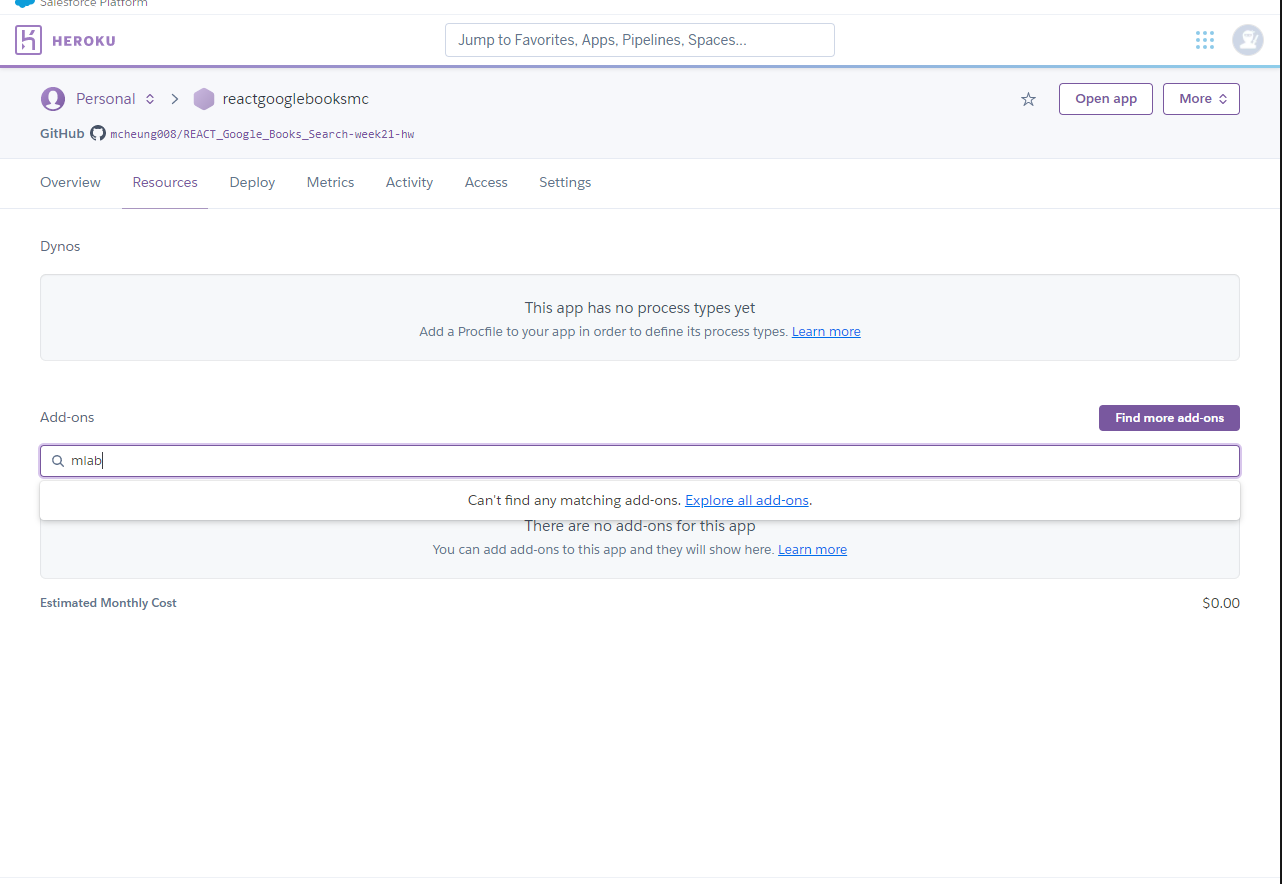 Salesforce Platform
HEROKU
Jump to Favorites, Apps, Pipelines, Spaces...
Personal
reactgooglebooksmc
Open app
More
GitHub mcheung008/REACT_Google_Books_Search-week21-hw
Overview Resources Deploy Metrics Activity Access Settings
Dynos
This app has no process types yet
Add a Procfile to your app in order to define its process types. Learn more
Add-ons
Find more add-ons
mlab
Can't find any matching add-ons. Explore all add-ons.
There are no add-ons for this app
You can add add-ons to this app and they will show here. Learn more
Estimated Monthly Cost
$0.00